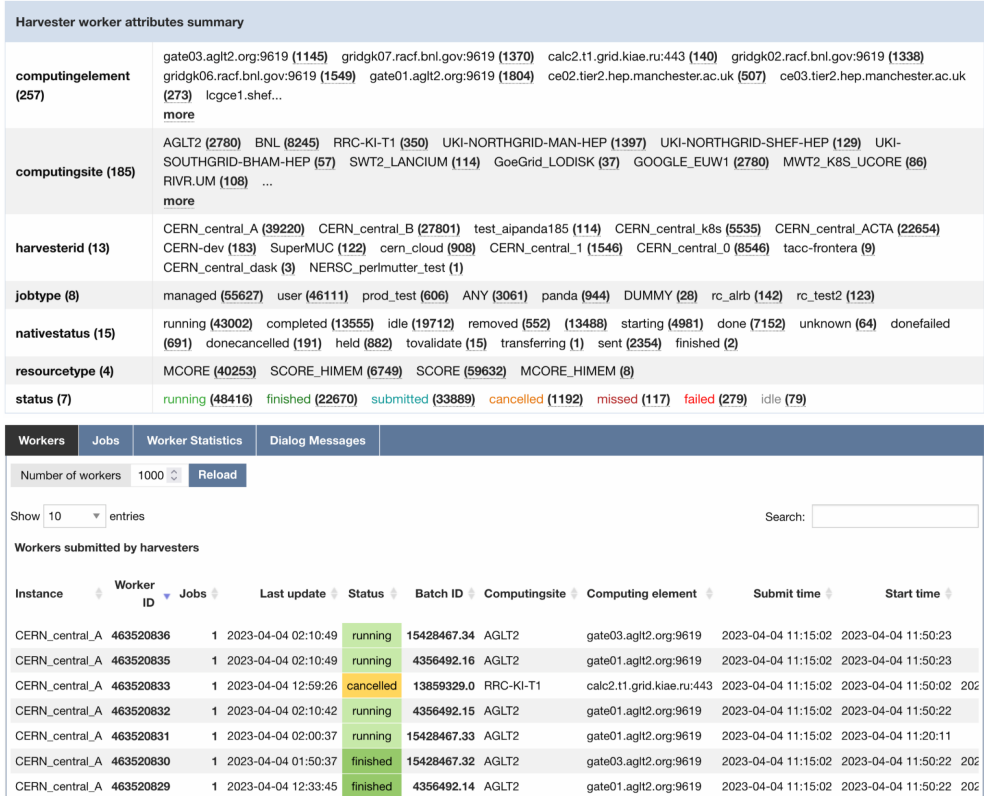 Harvester worker attributes summary
computingelement (257)
gate03.aglt2.org:9619 (1145) gridgk07.racf.bnl.gov:9619 (1370) calc2.t1.grid.kiae.ru:443 (140) gridgk02.racf.bnl.gov:9619 (1338)
gridgk06.racf.bnl.gov:9619 (1549) gate01.aglt2.org:9619 (1804) ce02.tier2.hep.manchester.ac.uk (507) ce03.tier2.hep.manchester.ac.uk
(273) lcgce1.shef...
more
computingsite (185)
AGLT2 (2780) BNL (8245) RRC-KI-T1 (350) UKI-NORTHGRID-MAN-HEP (1397) UKI-NORTHGRID-SHEF-HEP (129) UKI-
SOUTHGRID-BHAM-HEP (57) SWT2_LANCIUM (114) GoeGrid_LODISK (37) GOOGLE_EUW1 (2780) MWT2_K8S_UCORE (86)
RIVR.UM (108) ...
more
harvesterid (13)
CERN_central_A (39220) CERN_central_B (27801) test_aipanda185 (114) CERN_central_k8s (5535) CERN_central_ACTA (22654)
CERN-dev (183) SuperMUC (122) cern_cloud (908) CERN_central_1 (1546) CERN_central_0 (8546) tacc-frontera (9)
CERN_central_dask (3) NERSC_perlmutter_test (1)
jobtype (8) managed (55627) user (46111) prod_test (606) ANY (3061) panda (944) DUMMY (28) rc_alrb (142) rc_test2 (123)
nativestatus (15)
running (43002) completed (13555) idle (19712) removed (552) (13488) starting (4981) done (7152) unknown (64) donefailed
(691) donecancelled (191) held (882) tovalidate (15) transferring (1) sent (2354) finished (2)
resourcetype (4) MCORE (40253) SCORE_HIMEM (6749) SCORE (59632) MCORE_HIMEM (8)
status (7) running (48416) finished (22670) submitted (33889) cancelled (1192) missed (117) failed (279) idle (79)
Workers Jobs Worker Statistics Dialog Messages
Number of workers 1000 Reload
Show 10 entries Search:
Workers submitted by harvesters
Instance Worker ID Jobs Last update Status Batch ID Computingsite Computing element Submit time Start time
CERN_central_A 463520836 1 2023-04-04 02:10:49 running 15428467.34 AGLT2 gate03.aglt2.org:9619 2023-04-04 11:15:02 2023-04-04 11:50:23
CERN_central_A 463520835 1 2023-04-04 02:10:49 running 4356492.16 AGLT2 gate01.aglt2.org:9619 2023-04-04 11:15:02 2023-04-04 11:50:23
CERN_central_A 463520833 1 2023-04-04 12:59:26 cancelled 13859329.0 RRC-KI-T1 calc2.t1.grid.kiae.ru:443 2023-04-04 11:15:02 2023-04-04 11:50:02 202
CERN_central_A 463520832 1 2023-04-04 02:10:42 running 4356492.15 AGLT2 gate01.aglt2.org:9619 2023-04-04 11:15:02 2023-04-04 11:50:22
CERN_central_A 463520831 1 2023-04-04 02:00:37 running 15428467.33 AGLT2 gate01.aglt2.org:9619 2023-04-04 11:15:02 2023-04-04 11:20:11
CERN_central_A 463520830 1 2023-04-04 01:50:37 finished 15428467.32 AGLT2 gate03.aglt2.org:9619 2023-04-04 11:15:02 2023-04-04 11:50:22 202
CERN_central_A 463520829 1 2023-04-04 12:33:45 finished 4356492.14 AGLT2 gate01.aglt2.org:9619 2023-04-04 11:15:02 2023-04-04 11:50:22 202